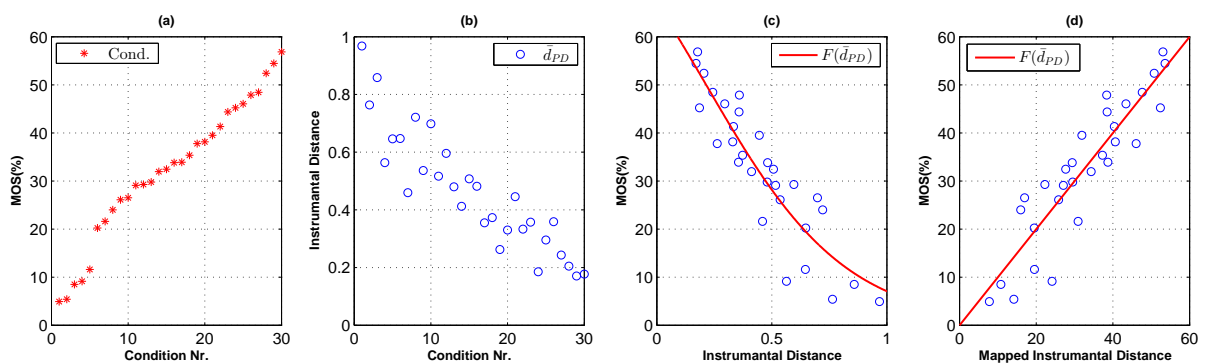 (a)
(b)
(c)
(d)
60
50
40
30
20
10
0
MOS(%)
Cond.
0
10
20
30
Condition Nr.
1
0.8
0.6
0.4
0.2
0
Instrumantal Distance
$\bar{d}_{PD}$
0
10
20
30
Condition Nr.
60
50
40
30
20
10
0
MOS(%)
$F(\bar{d}_{PD})$
0
0.5
1
Instrumantal Distance
60
50
40
30
20
10
0
MOS(%)
$F(\bar{d}_{PD})$
0
20
40
60
Mapped Instrumantal Distance